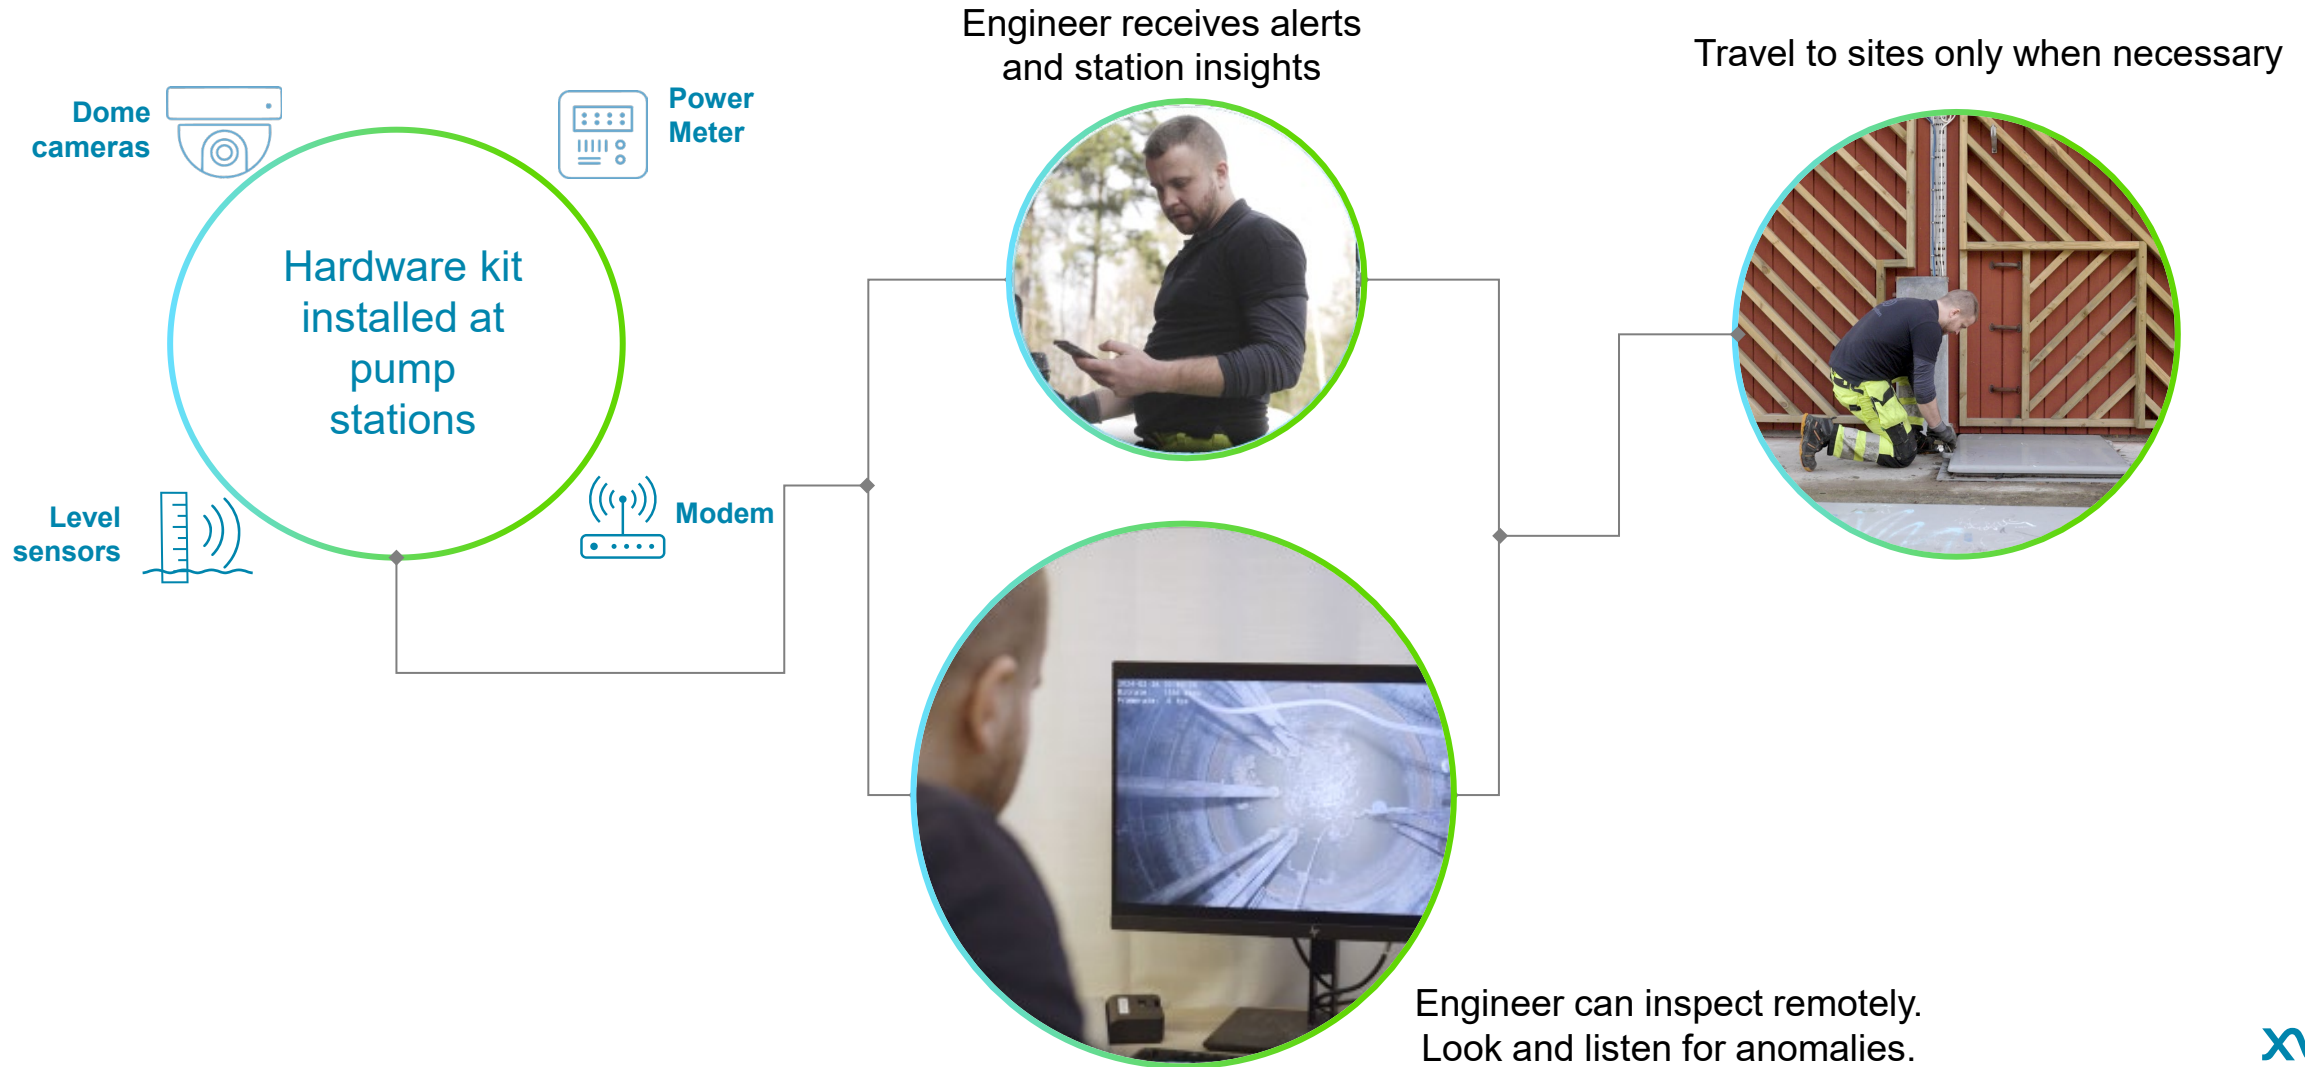 Engineer receives alerts
and station insights
Travel to sites only when necessary
Dome
cameras
Power
Meter
Hardware kit
installed at
pump
stations
Level
sensors
Modem
Engineer can inspect remotely.
Look and listen for anomalies.